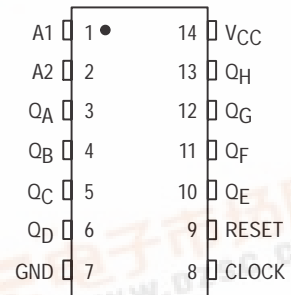 A1 1 14 VCC
A2 2 13 QH
QA 3 12 QG
QB 4 11 QF
QC 5 10 QE
QD 6 9 RESET
GND 7 8 CLOCK